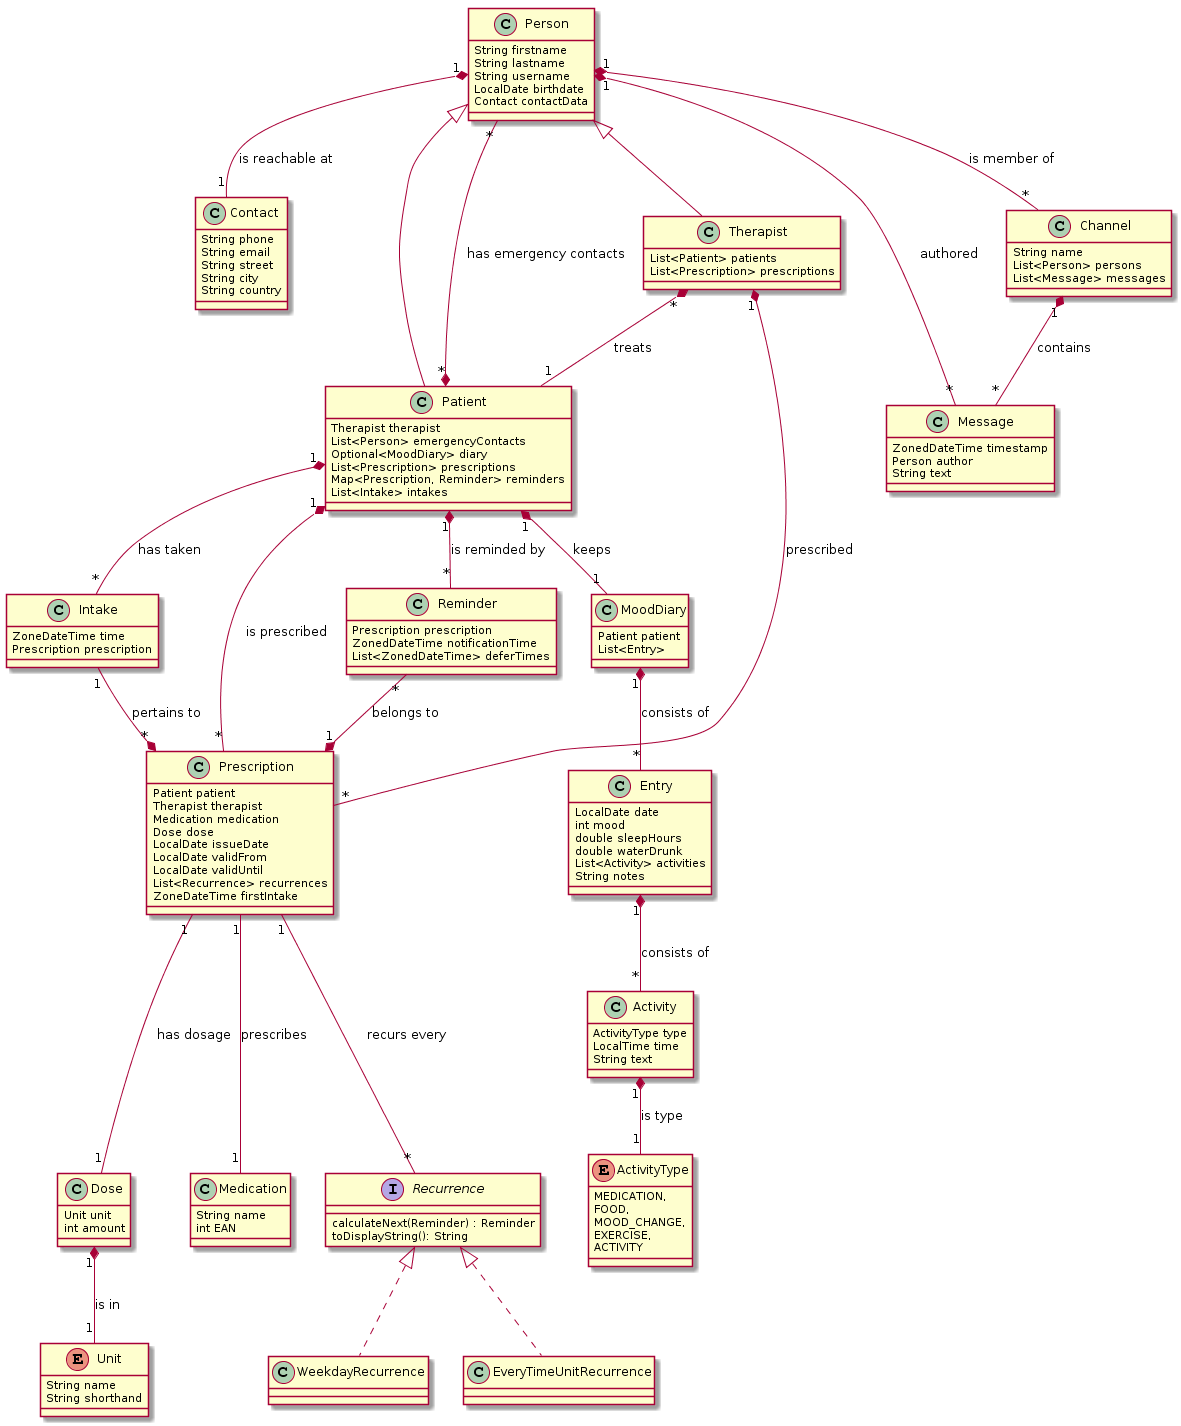 C Person
String firstname
String lastname
String username
LocalDate birthdate
Contact contactData
1
1
1
*
is reachable at
is member of
1
*
C Contact
String phone
String email
String street
String city
String country
has emergency contacts
C Therapist
List<Patient> patients
List<Prescription> prescriptions
authored
C Channel
String name
List<Person> persons
List<Message> messages
*
1
1
treats
contains
*
1
*
*
C Patient
Therapist therapist
List<Person> emergencyContacts
Optional<MoodDiary> diary
List<Prescription> prescriptions
Map<Prescription, Reminder> reminders
List<Intake> intakes
C Message
ZonedDateTime timestamp
Person author
String text
1
1
1
1
has taken
is reminded by
keeps
prescribed
*
*
1
C Intake
ZoneDateTime time
Prescription prescription
is prescribed
C Reminder
Prescription prescription
ZonedDateTime notificationTime
List<ZonedDateTime> deferTimes
C MoodDiary
Patient patient
List<Entry>
1
*
1
pertains to
belongs to
consists of
*
*
1
*
*
C Prescription
Patient patient
Therapist therapist
Medication medication
Dose dose
LocalDate issueDate
LocalDate validFrom
LocalDate validUntil
List<Recurrence> recurrences
ZoneDateTime firstIntake
C Entry
LocalDate date
int mood
double sleepHours
double waterDrunk
List<Activity> activities
String notes
1
1
1
1
consists of
*
has dosage
prescribes
recurs every
C Activity
ActivityType type
LocalTime time
String text
1
is type
1
1
1
*
C Dose
Unit unit
int amount
C Medication
String name
int EAN
I Recurrence
calculateNext(Reminder) : Reminder
toDisplayString(): String
E ActivityType
MEDICATION,
FOOD,
MOOD_CHANGE,
EXERCISE,
ACTIVITY
1
is in
1
E Unit
String name
String shorthand
C WeekdayRecurrence
C EveryTimeUnitRecurrence